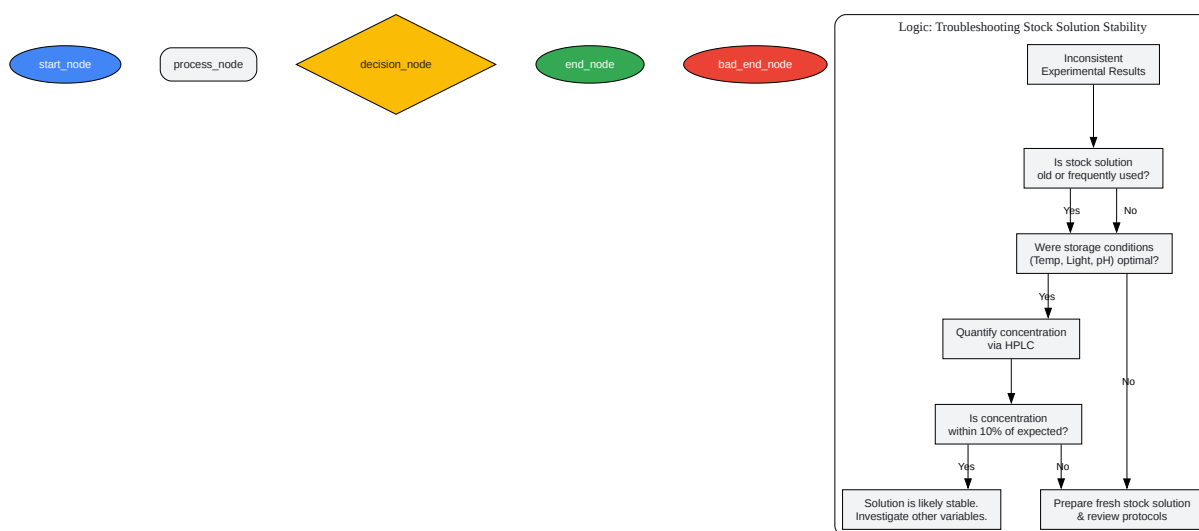 start_node
process_node
decision_node
end_node
bad_end_node
Logic: Troubleshooting Stock Solution Stability
Inconsistent
Experimental Results
Is stock solution
old or frequently used?
Yes
No
Were storage conditions
(Temp, Light, pH) optimal?
Yes
Quantify concentration
via HPLC
No
Is concentration
within 10% of expected?
Yes
No
Solution is likely stable.
Investigate other variables.
Prepare fresh stock solution
& review protocols